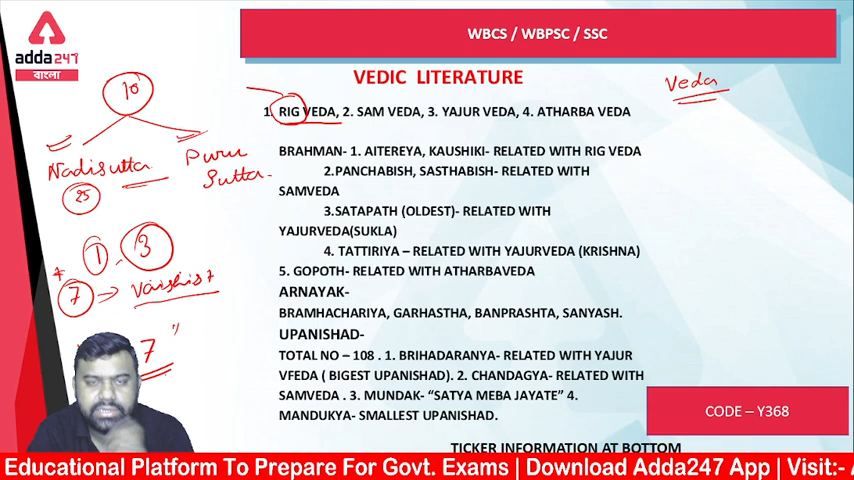 WBCS / WBPSC / SSC
adda247
বাংলা
VEDIC LITERATURE
Veda
1. RIG VEDA, 2. SAM VEDA, 3. YAJUR VEDA, 4. ATHARBA VEDA
10
Nadisutta
Puru
Sutta
25
1, 3
* 7 → Vaishist
7"
BRAHMAN- 1. AITEREYA, KAUSHIKI- RELATED WITH RIG VEDA
2.PANCHABISH, SASTHABISH- RELATED WITH
SAMVEDA
3.SATAPATH (OLDEST)- RELATED WITH
YAJURVEDA(SUKLA)
4. TATTIRIYA – RELATED WITH YAJURVEDA (KRISHNA)
5. GOPOTH- RELATED WITH ATHARBAVEDA
ARNAYAK-
BRAMHACHARIYA, GARHASTHA, BANPRASHTA, SANYASH.
UPANISHAD-
TOTAL NO – 108 . 1. BRIHADARANYA- RELATED WITH YAJUR
VFEDA ( BIGEST UPANISHAD). 2. CHANDAGYA- RELATED WITH
SAMVEDA . 3. MUNDAK- “SATYA MEBA JAYATE” 4.
MANDUKYA- SMALLEST UPANISHAD.
CODE – Y368
TICKER INFORMATION AT BOTTOM
Educational Platform To Prepare For Govt. Exams | Download Adda247 App | Visit:-